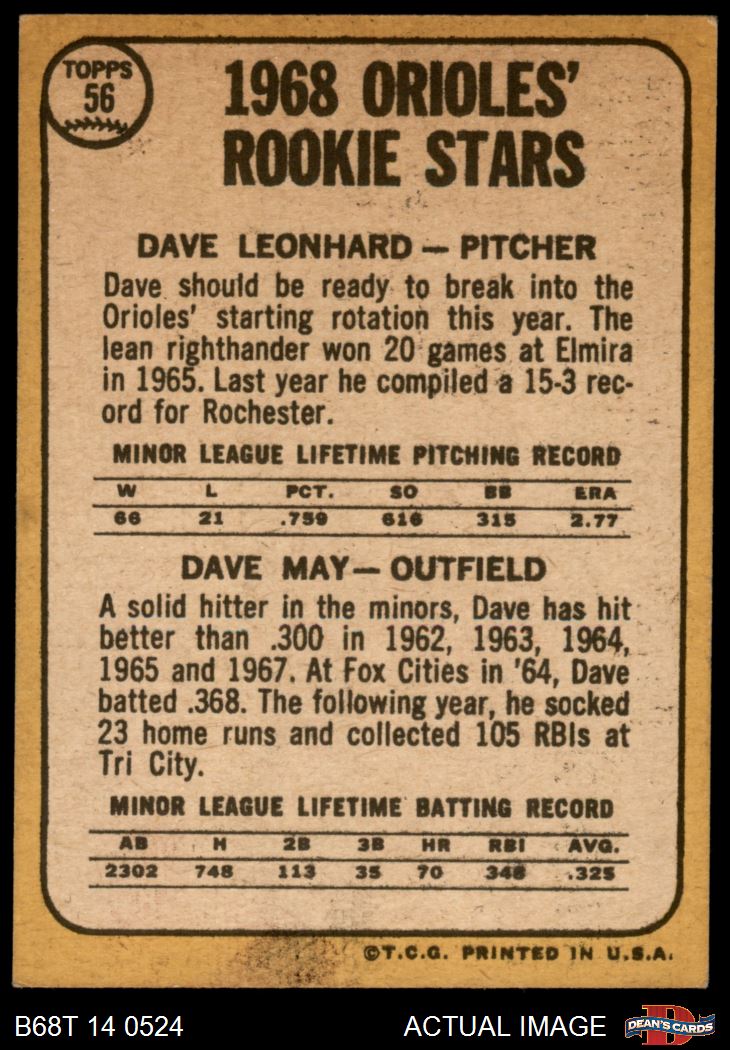 TOPPS
56
1968 ORIOLES'
ROOKIE STARS
DAVE LEONHARD — PITCHER
Dave should be ready to break into the
Orioles' starting rotation this year. The
lean righthander won 20 games at Elmira
in 1965. Last year he compiled a 15-3 rec-
ord for Rochester.
MINOR LEAGUE LIFETIME PITCHING RECORD
W L PCT. SO BB ERA
66 21 .759 616 315 2.77
DAVE MAY — OUTFIELD
A solid hitter in the minors, Dave has hit
better than .300 in 1962, 1963, 1964,
1965 and 1967. At Fox Cities in '64, Dave
batted .368. The following year, he socked
23 home runs and collected 105 RBIs at
Tri City.
MINOR LEAGUE LIFETIME BATTING RECORD
AB H 2B 3B HR RBI AVG.
2302 748 113 35 70 348 .325
©T.C.G. PRINTED IN U.S.A.
B68T 14 0524
ACTUAL IMAGE
D
DEAN'S CARDS